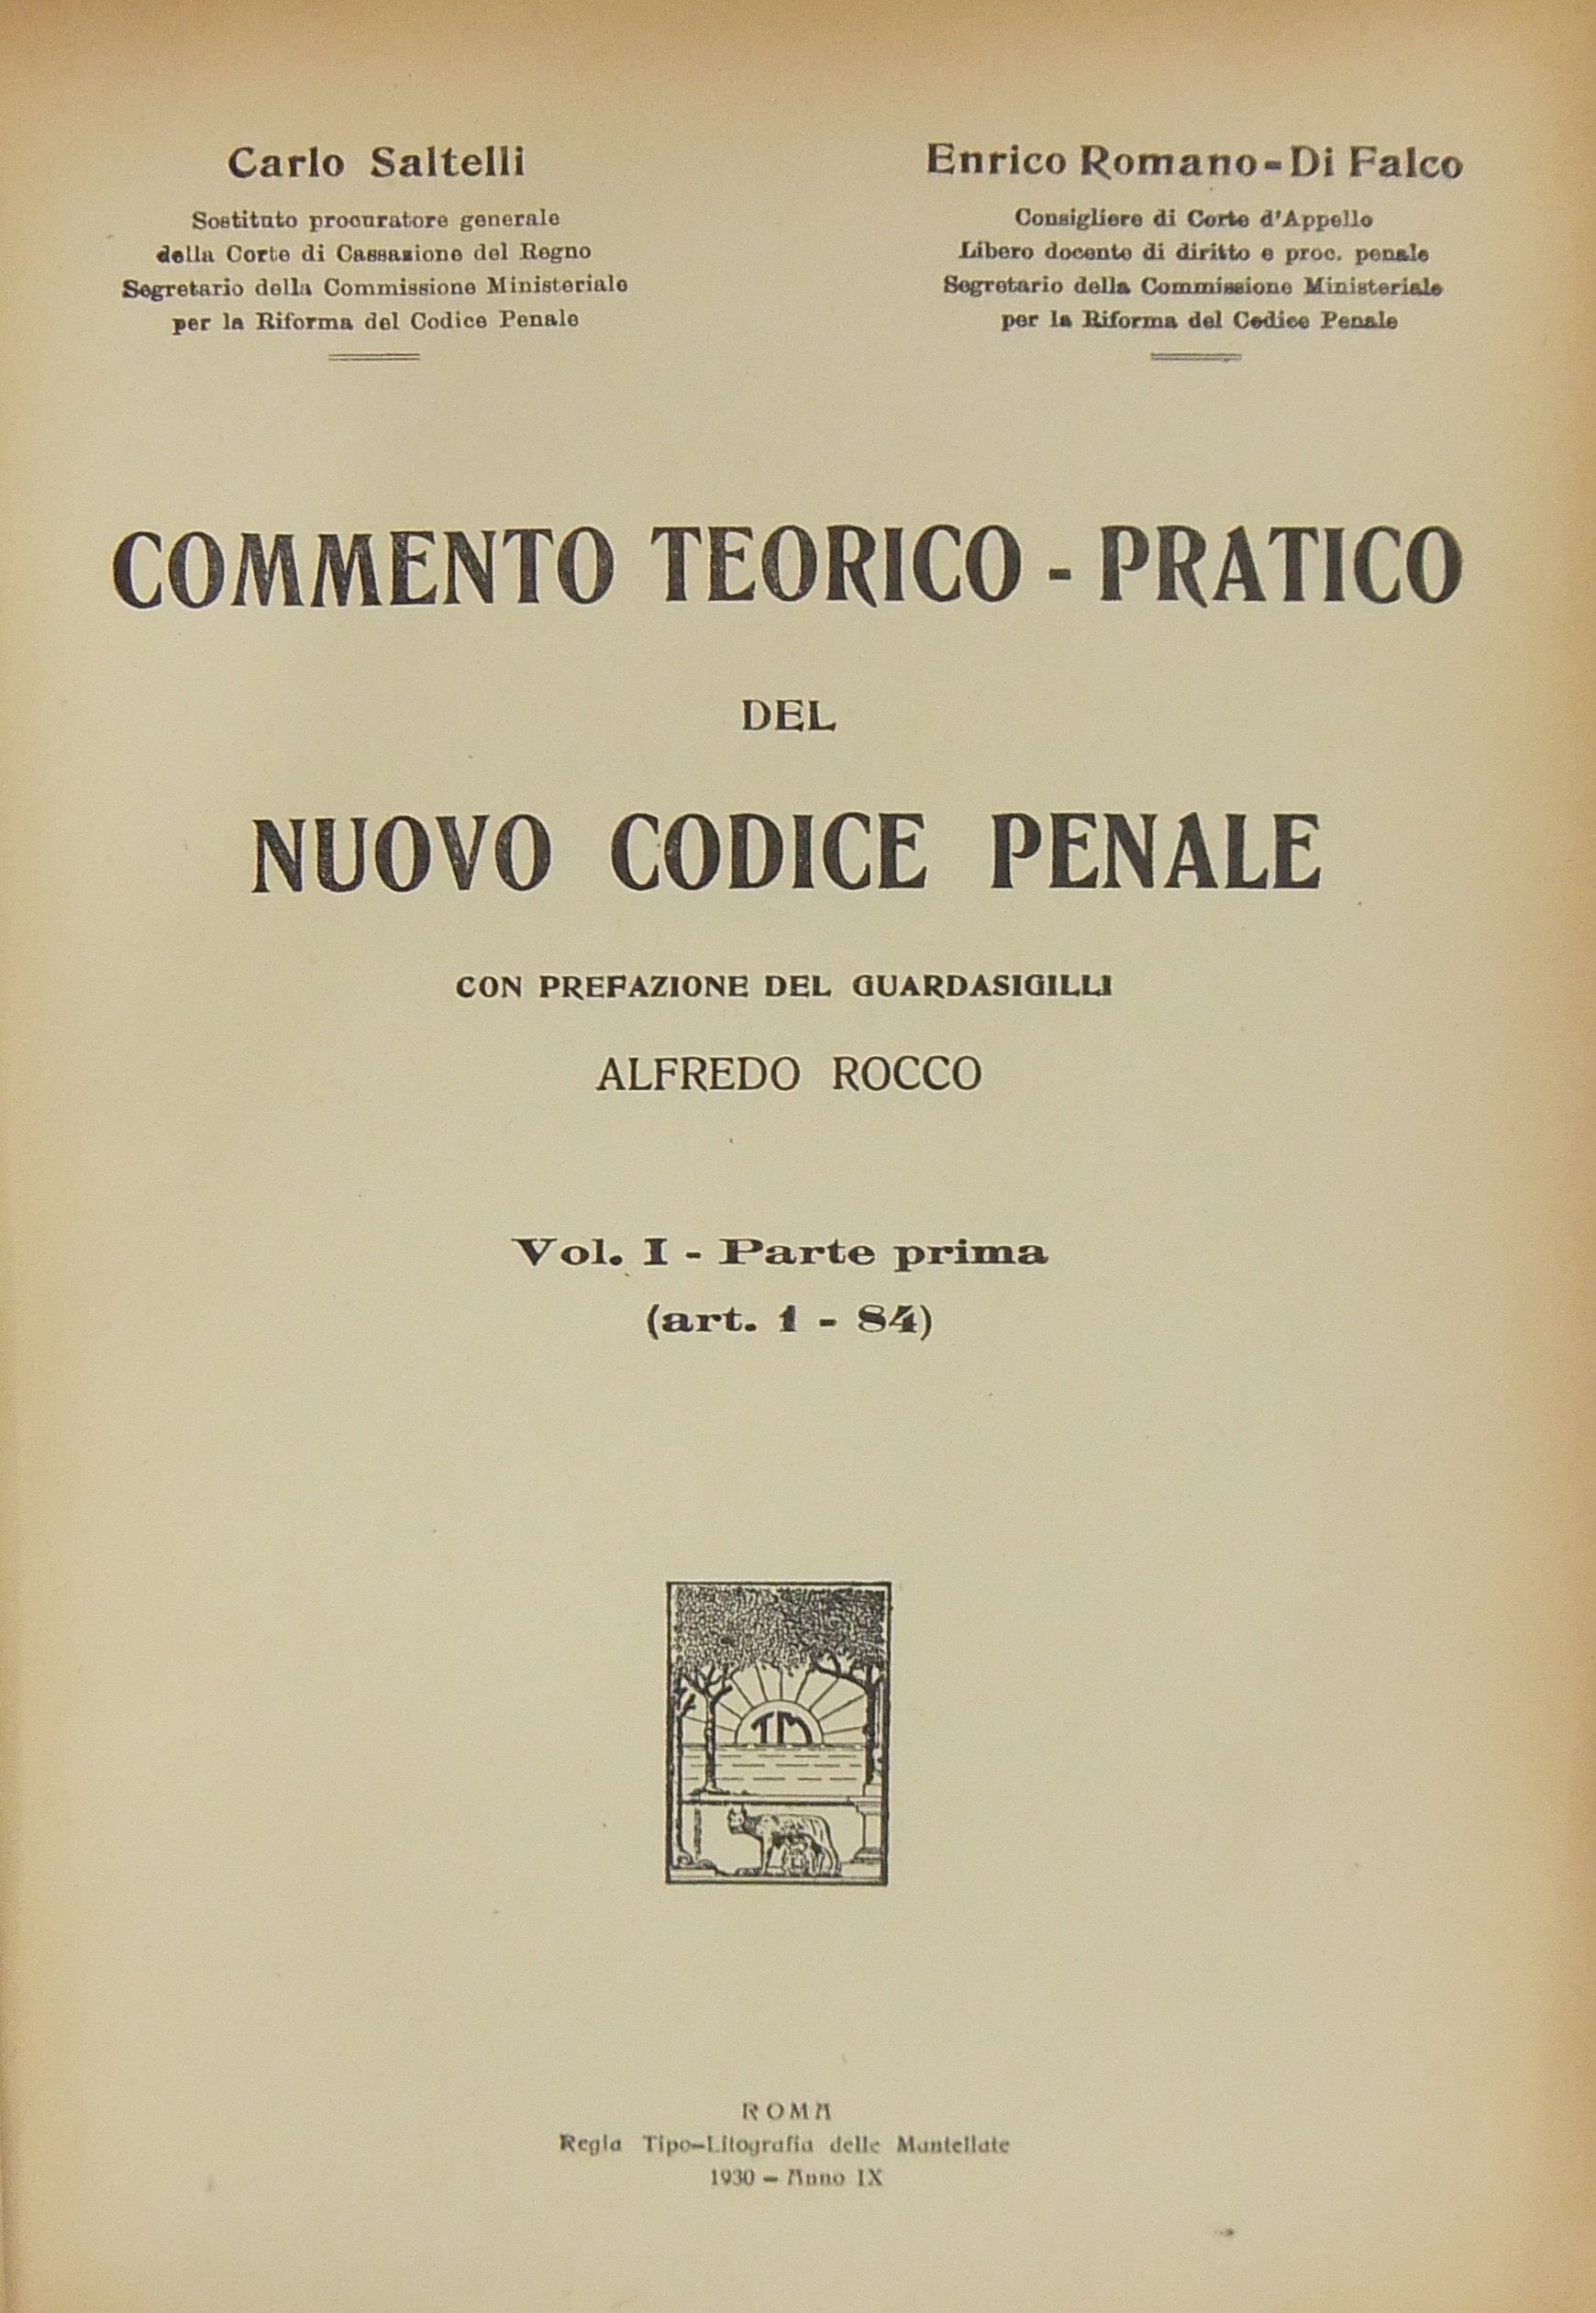 Carlo Saltelli
Sostituto procuratore generale
della Corte di Cassazione del Regno
Segretario della Commissione Ministeriale
per la Riforma del Codice Penale
Enrico Romano-Di Falco
Consigliere di Corte d'Appello
Libero docente di diritto e proc. penale
Segretario della Commissione Ministeriale
per la Riforma del Codice Penale
COMMENTO TEORICO - PRATICO
DEL
NUOVO CODICE PENALE
CON PREFAZIONE DEL GUARDASIGILLI
ALFREDO ROCCO
Vol. I - Parte prima
(art. 1 - 84)
TM
ROMA
Regia Tipo-Litografia delle Mantellate
1930 - Anno IX